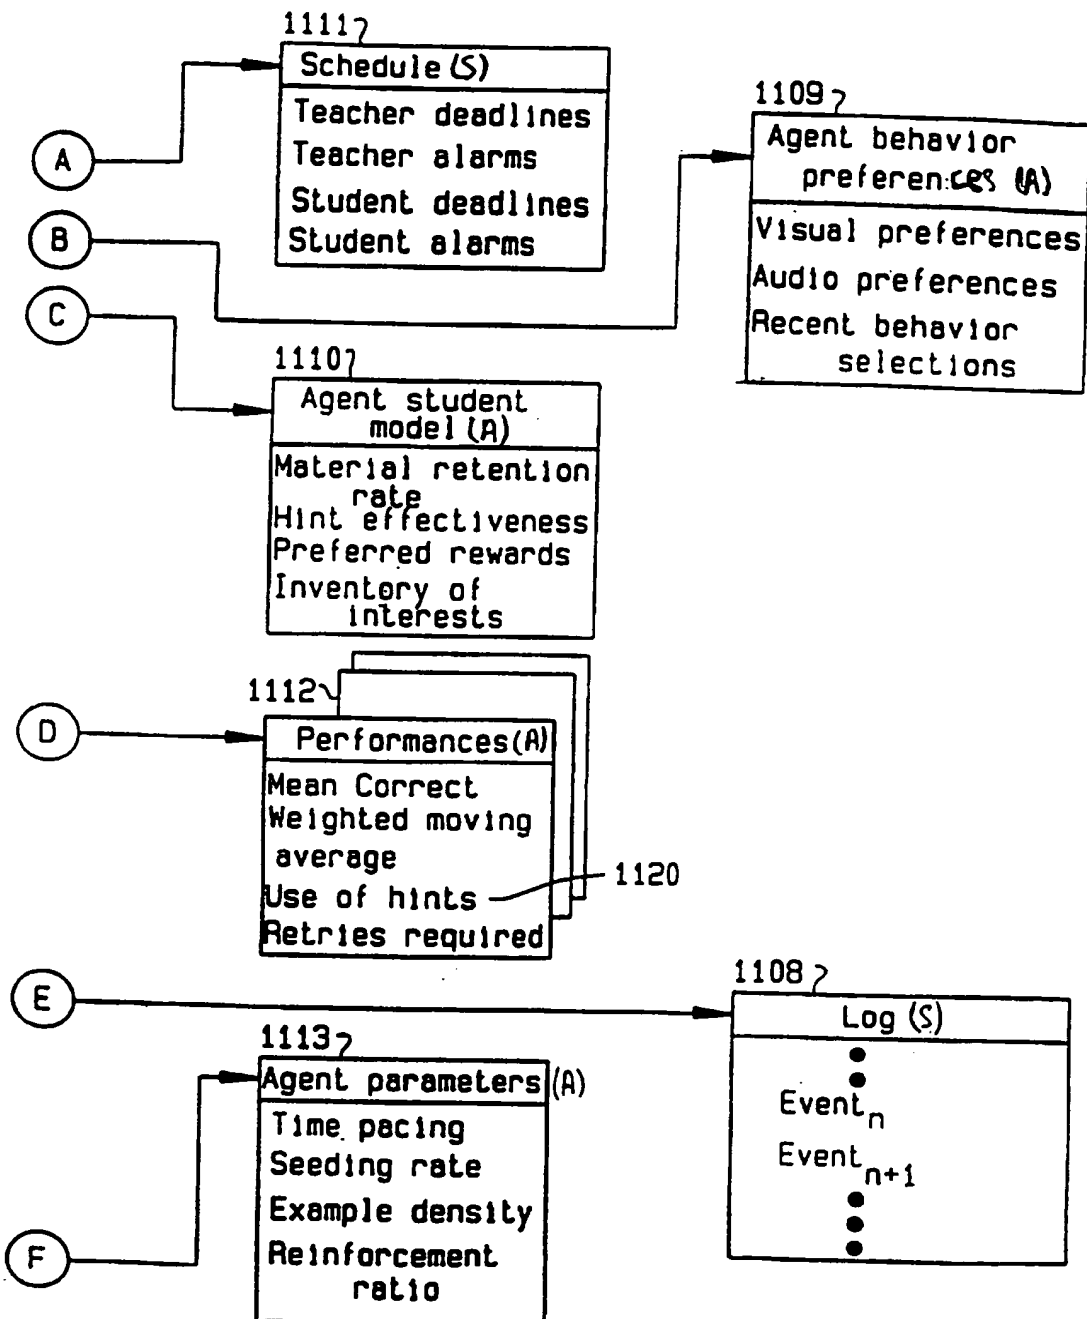 1111
Schedule (S)
Teacher deadlines
Teacher alarms
Student deadlines
Student alarms
A
B
C
1109
Agent behavior
preferences (A)
Visual preferences
Audio preferences
Recent behavior
selections
1110
Agent student
model (A)
Material retention
rate
Hint effectiveness
Preferred rewards
Inventory of
interests
D
1112
Performances (A)
Mean Correct
Weighted moving
average
Use of hints
1120
Retries required
E
1108
Log (S)
Event n
Event n+1
1113
Agent parameters (A)
Time pacing
Seeding rate
Example density
Reinforcement
ratio
F